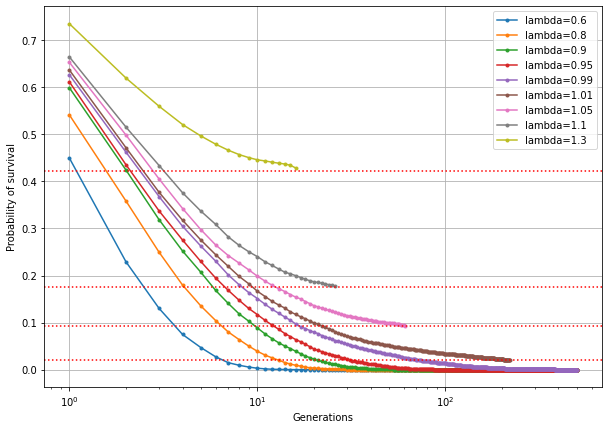 lambda=0.6
lambda=0.8
lambda=0.9
lambda=0.95
lambda=0.99
lambda=1.01
lambda=1.05
lambda=1.1
lambda=1.3
Probability of survival
0.7
0.6
0.5
0.4
0.3
0.2
0.1
0.0
10⁰ 10¹ 10²
Generations